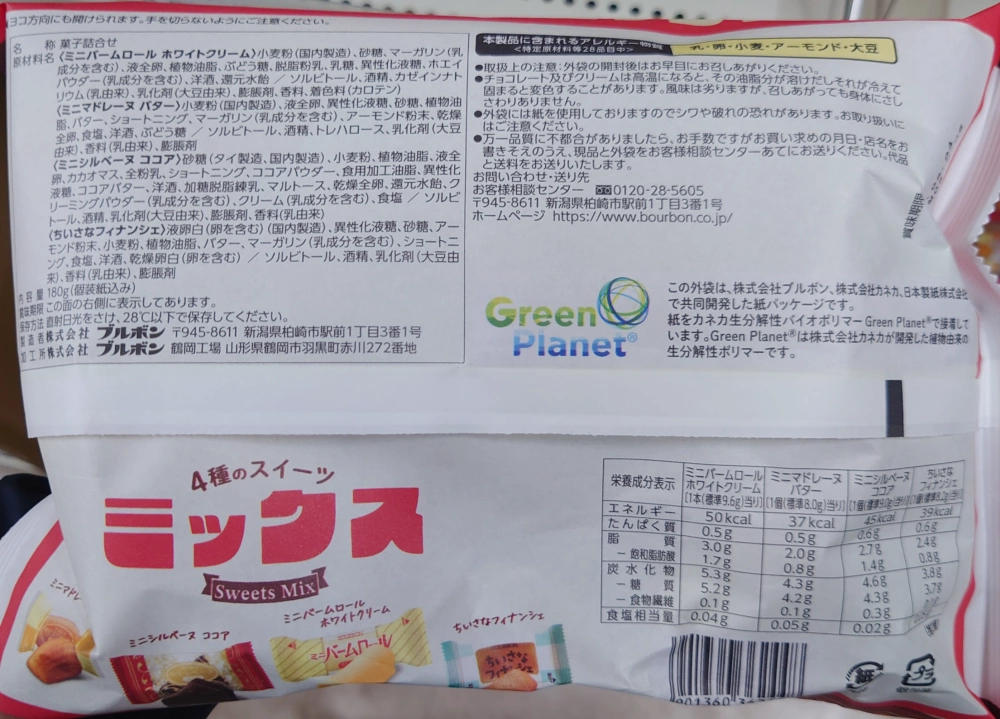 ヨコ方向にも開けられます。手を切らないようにご注意ください。
名 称 菓子詰合せ
原材料名 〈ミニバームロール ホワイトクリーム〉小麦粉(国内製造)、砂糖、マーガリン(乳
成分を含む)、液全卵、植物油脂、ぶどう糖、脱脂粉乳、乳糖、異性化液糖、ホエイ
パウダー(乳成分を含む)、洋酒、還元水飴 / ソルビトール、酒精、カゼインナト
リウム(乳由来)、乳化剤(大豆由来)、膨脹剤、香料、着色料(カロテン)
〈ミニマドレーヌ バター〉小麦粉(国内製造)、液全卵、異性化液糖、砂糖、植物油
脂、バター、ショートニング、マーガリン(乳成分を含む)、アーモンド粉末、乾燥
全卵、食塩、洋酒、ぶどう糖 / ソルビトール、酒精、トレハロース、乳化剤(大豆
由来)、香料(乳由来)、膨脹剤
〈ミニシルベーヌ ココア〉砂糖(タイ製造、国内製造)、小麦粉、植物油脂、液全
卵、カカオマス、全粉乳、ショートニング、ココアパウダー、食用加工油脂、異性化
液糖、ココアバター、洋酒、加糖脱脂練乳、マルトース、乾燥全卵、還元水飴、ク
リーミングパウダー(乳成分を含む)、クリーム(乳成分を含む)、食塩 / ソルビ
トール、酒精、乳化剤(大豆由来)、膨脹剤、香料(乳由来)
〈ちいさなフィナンシェ〉液卵白(卵を含む)(国内製造)、異性化液糖、砂糖、アー
モンド粉末、小麦粉、植物油脂、バター、マーガリン(乳成分を含む)、ショートニ
ング、食塩、洋酒、乾燥卵白(卵を含む) / ソルビトール、酒精、乳化剤(大豆由
来)、香料(乳由来)、膨脹剤
内 容 量 180g(個装紙込み)
賞味期限 この面の右側に表示してあります。
保存方法 直射日光をさけ、28℃以下で保存してください。
製 造 者 株式会社 ブルボン 〒945-8611 新潟県柏崎市駅前1丁目3番1号
加 工 所 株式会社 ブルボン 鶴岡工場 山形県鶴岡市羽黒町赤川272番地
本製品に含まれるアレルギー物質
<特定原材料等28品目中>
乳・卵・小麦・アーモンド・大豆
●取扱上の注意:外袋の開封後はお早目にお召しあがりください。
●チョコレート及びクリームは高温になると、その油脂分が溶けだしそれが冷えて
固まると変色することがあります。風味は劣りますが、召しあがっても身体にさし
さわりありません。
●外袋には紙を使用しておりますのでシワや破れの恐れがあります。お取り扱いに
はご注意ください。
●万一品質に不都合がありましたら、お手数ですがお買い求めの月日・店名をお
書きそえのうえ、現品と外袋をお客様相談センターあてにお送りください。代品
と送料をお送りいたします。
お問い合わせ・送り先
お客様相談センター 0120-28-5605
〒945-8611 新潟県柏崎市駅前1丁目3番1号
ホームページ https://www.bourbon.co.jp/
賞味期限
Green
Planet®
この外袋は、株式会社ブルボン、株式会社カネカ、日本製紙株式会社
で共同開発した紙パッケージです。
紙をカネカ生分解性バイオポリマー Green Planet®で接着して
います。Green Planet®は株式会社カネカが開発した植物由来の
生分解性ポリマーです。
4種のスイーツ
ミックス
Sweets Mix
ミニシルベーヌ ココア
ミニバームロール
ホワイトクリーム
ちいさなフィナンシェ
ミニバームロール
ちいさな
フィナンシェ
栄養成分表示 ミニバームロール ホワイトクリーム [1本(標準9.6g)当り] ミニマドレーヌ バター [1個(標準8.0g)当り] ミニシルベーヌ ココア ちいさな フィナンシェ
エネルギー 50kcal 37kcal 45kcal 39kcal
たんぱく質 0.5g 0.5g 0.6g 0.6g
脂 質 3.0g 2.0g 2.7g 2.4g
― 飽和脂肪酸 1.7g 0.8g 1.4g 0.8g
炭 水 化 物 5.3g 4.3g 4.6g 3.8g
― 糖 質 5.2g 4.2g 4.3g 3.7g
― 食物繊維 0.1g 0.1g 0.3g
食塩相当量 0.04g 0.05g 0.02g
紙
プラ